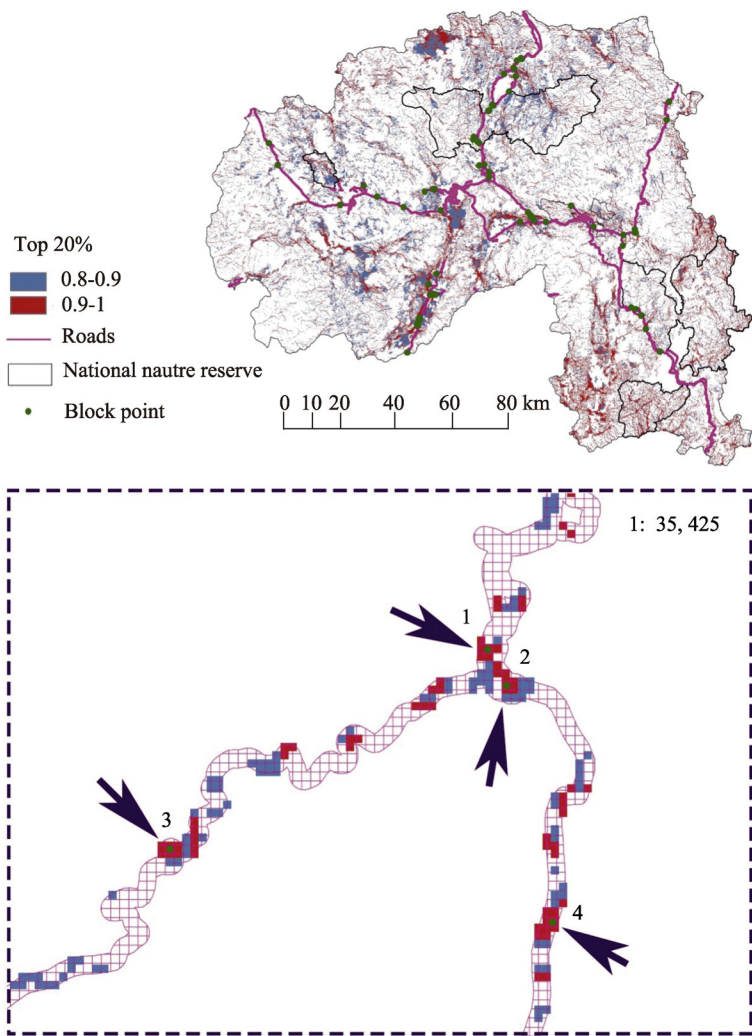 Top 20%
0.8-0.9
0.9-1
Roads
National nautre reserve
Block point
0 10 20 40 60 80 km
1: 35, 425
1
2
3
4